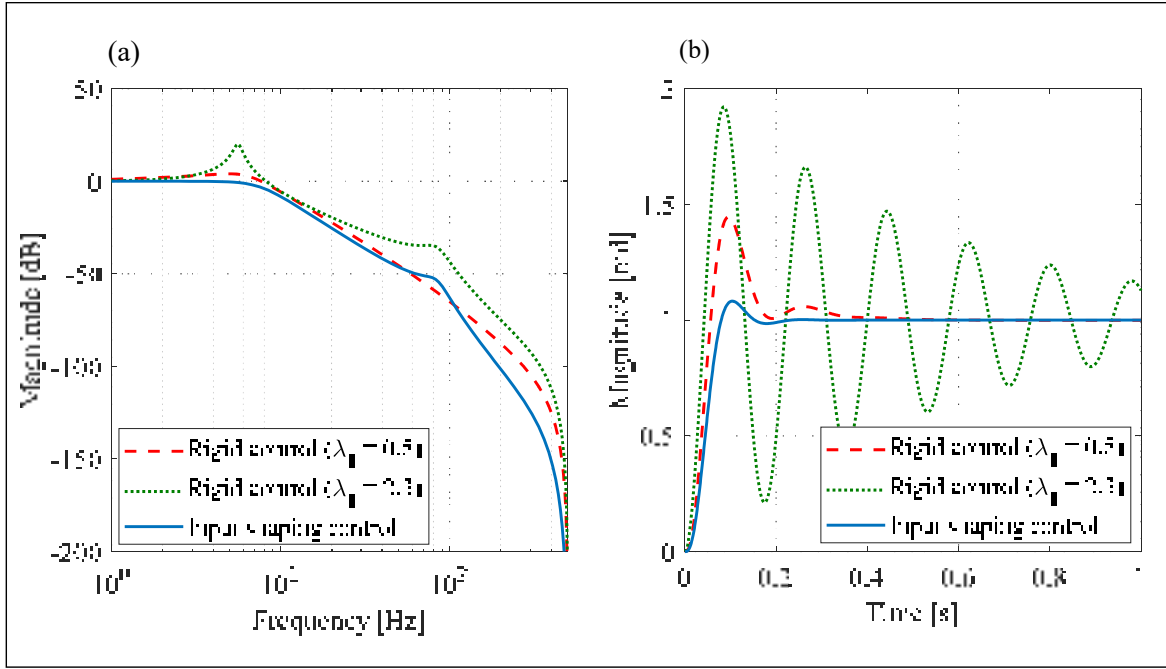 (a)
(b)
50
0
-50
-100
-150
-200
Magnitude [dB]
Rigid control
Rigid control
Input shaping control
10
10
10
Frequency [Hz]
2
1.5
1
0.5
0
Magnitude
Rigid control
Rigid control
Input shaping control
0
0.2
0.4
0.6
0.8
1
Time [s]